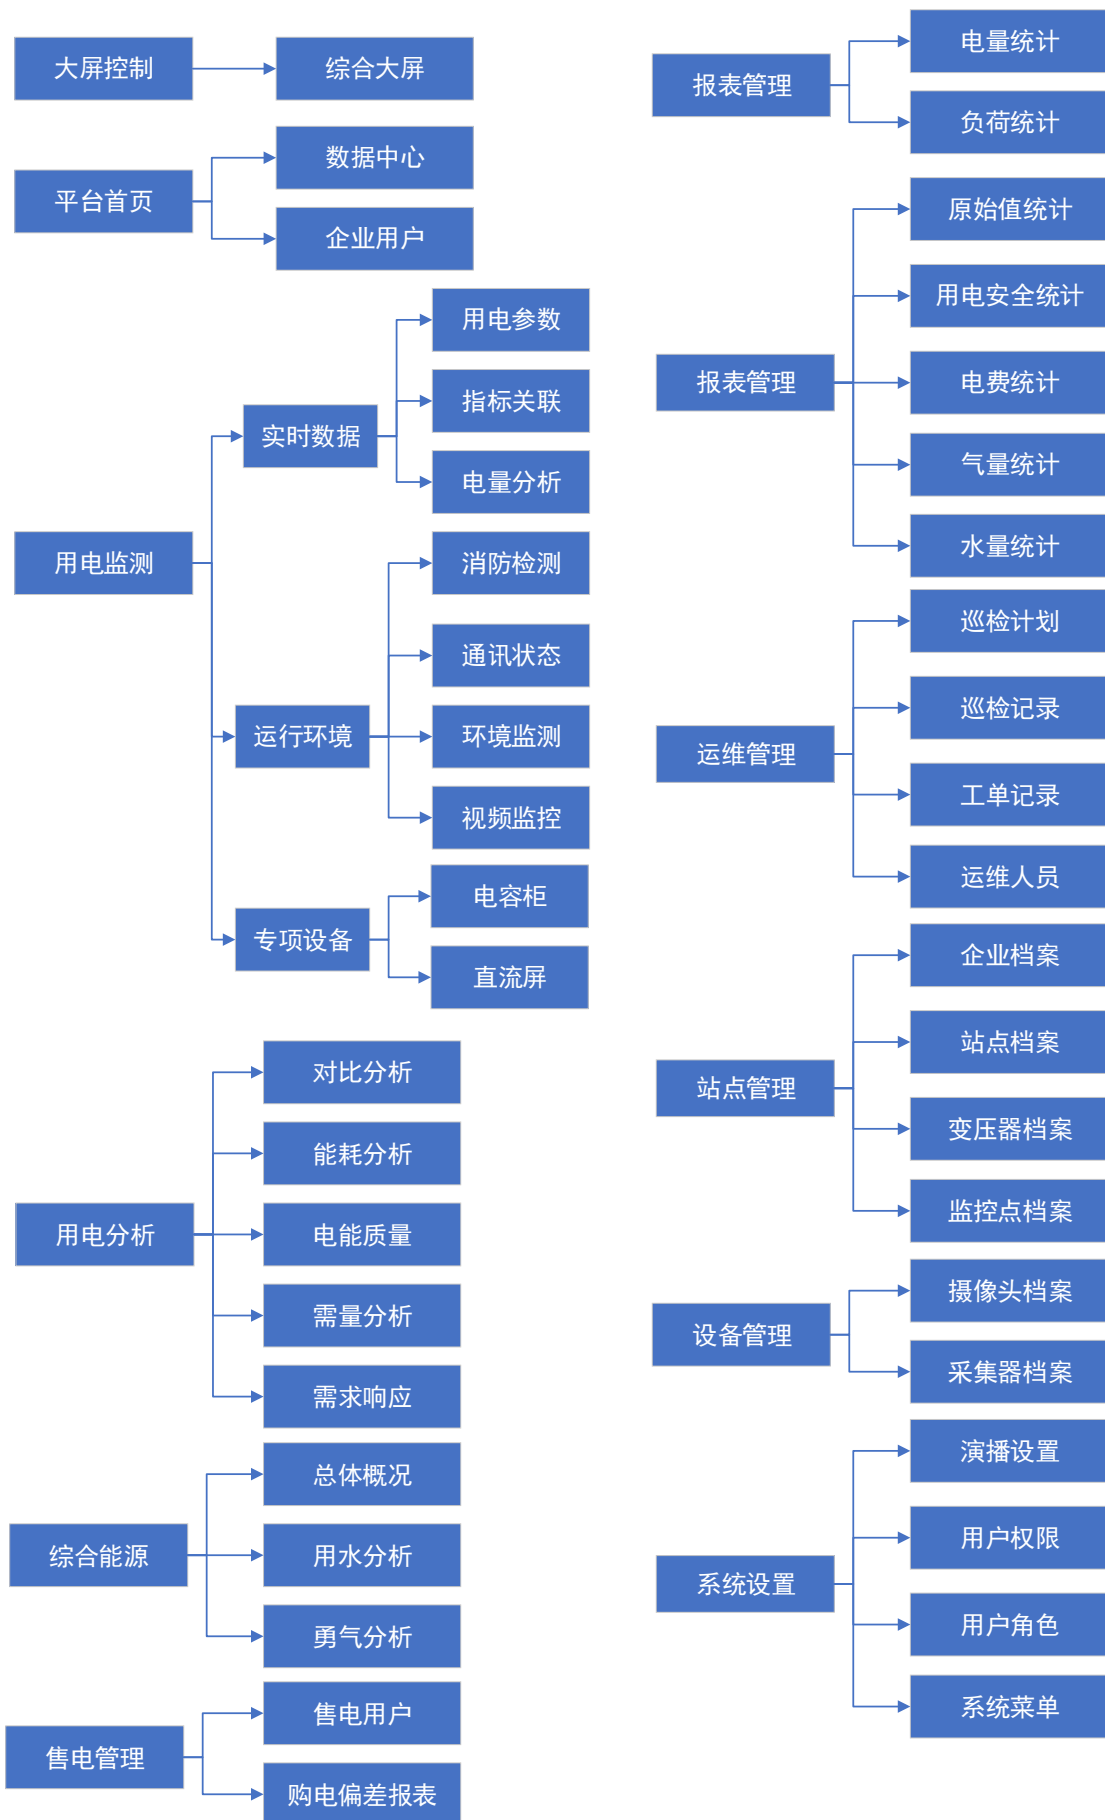 大屏控制
综合大屏
平台首页
数据中心
企业用户
用电监测
实时数据
用电参数
指标关联
电量分析
运行环境
消防检测
通讯状态
环境监测
视频监控
专项设备
电容柜
直流屏
用电分析
对比分析
能耗分析
电能质量
需量分析
需求响应
综合能源
总体概况
用水分析
勇气分析
售电管理
售电用户
购电偏差报表
报表管理
电量统计
负荷统计
报表管理
原始值统计
用电安全统计
电费统计
气量统计
水量统计
运维管理
巡检计划
巡检记录
工单记录
运维人员
站点管理
企业档案
站点档案
变压器档案
监控点档案
设备管理
摄像头档案
采集器档案
系统设置
演播设置
用户权限
用户角色
系统菜单